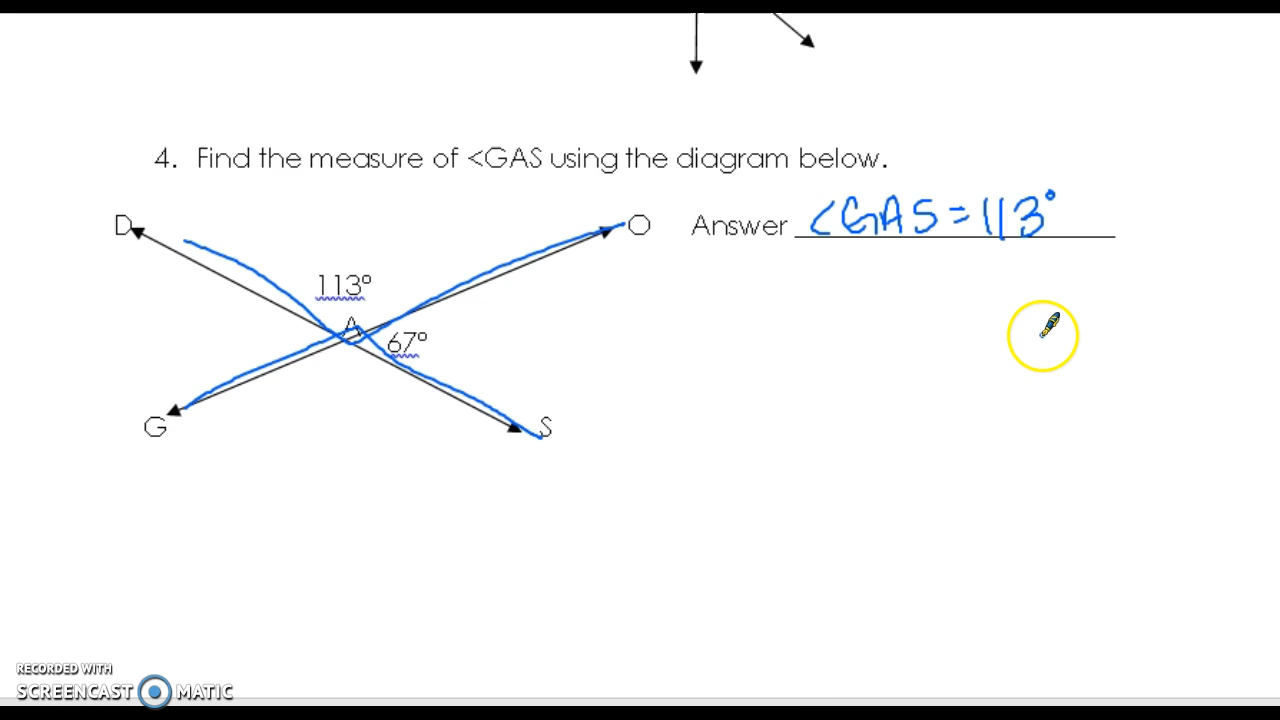 4. Find the measure of <GAS using the diagram below.
D
O
Answer <GAS = 113°
113°
A
67°
G
S
RECORDED WITH
SCREENCAST MATIC